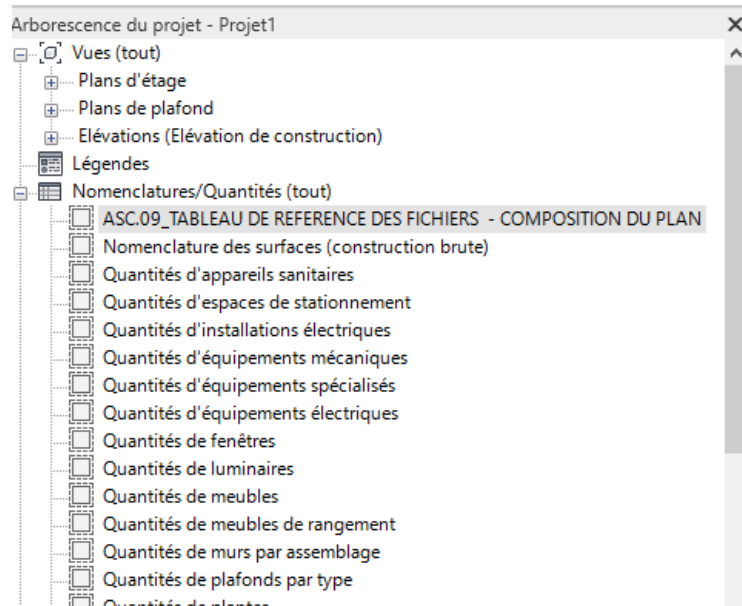 Arborescence du projet - Projet1
Vues (tout)
Plans d'étage
Plans de plafond
Elévations (Elévation de construction)
Légendes
Nomenclatures/Quantités (tout)
ASC.09_TABLEAU DE REFERENCE DES FICHIERS - COMPOSITION DU PLAN
Nomenclature des surfaces (construction brute)
Quantités d'appareils sanitaires
Quantités d'espaces de stationnement
Quantités d'installations électriques
Quantités d'équipements mécaniques
Quantités d'équipements spécialisés
Quantités d'équipements électriques
Quantités de fenêtres
Quantités de luminaires
Quantités de meubles
Quantités de meubles de rangement
Quantités de murs par assemblage
Quantités de plafonds par type
Quantités de plantes